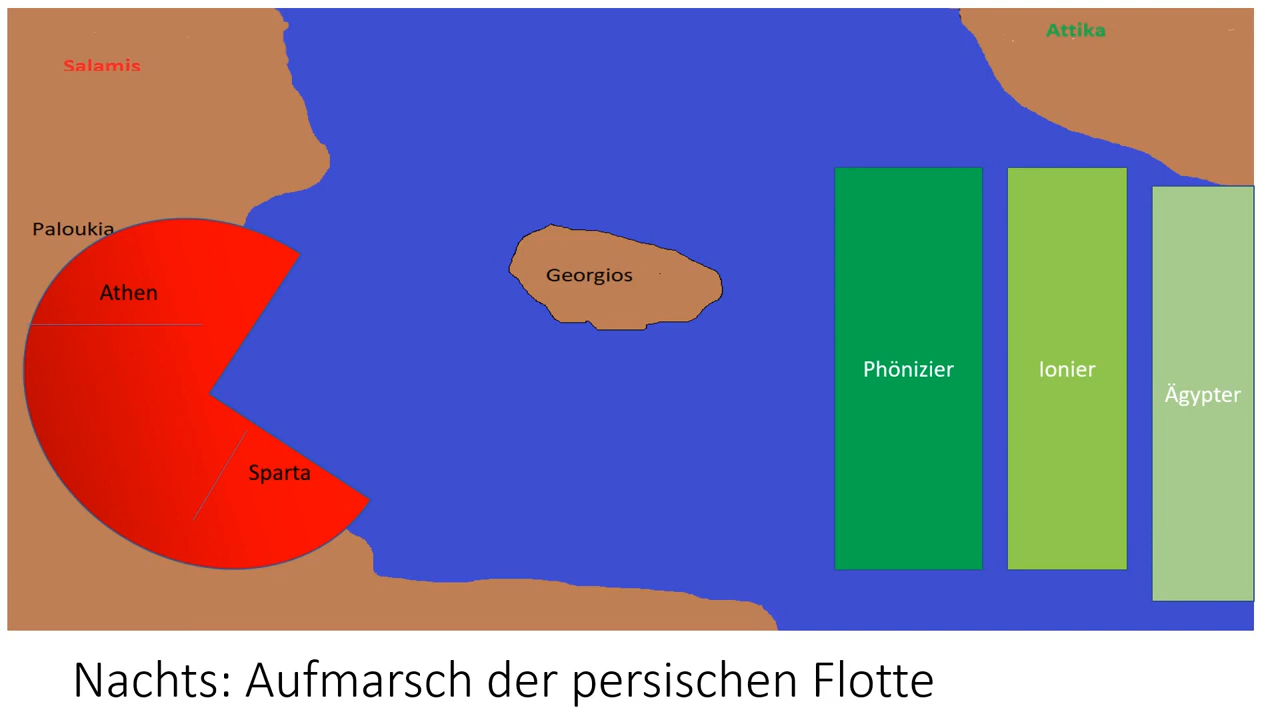 Attika
Salamis
Paloukia
Georgios
Athen
Phönizier
Ionier
Ägypter
Sparta
Nachts: Aufmarsch der persischen Flotte